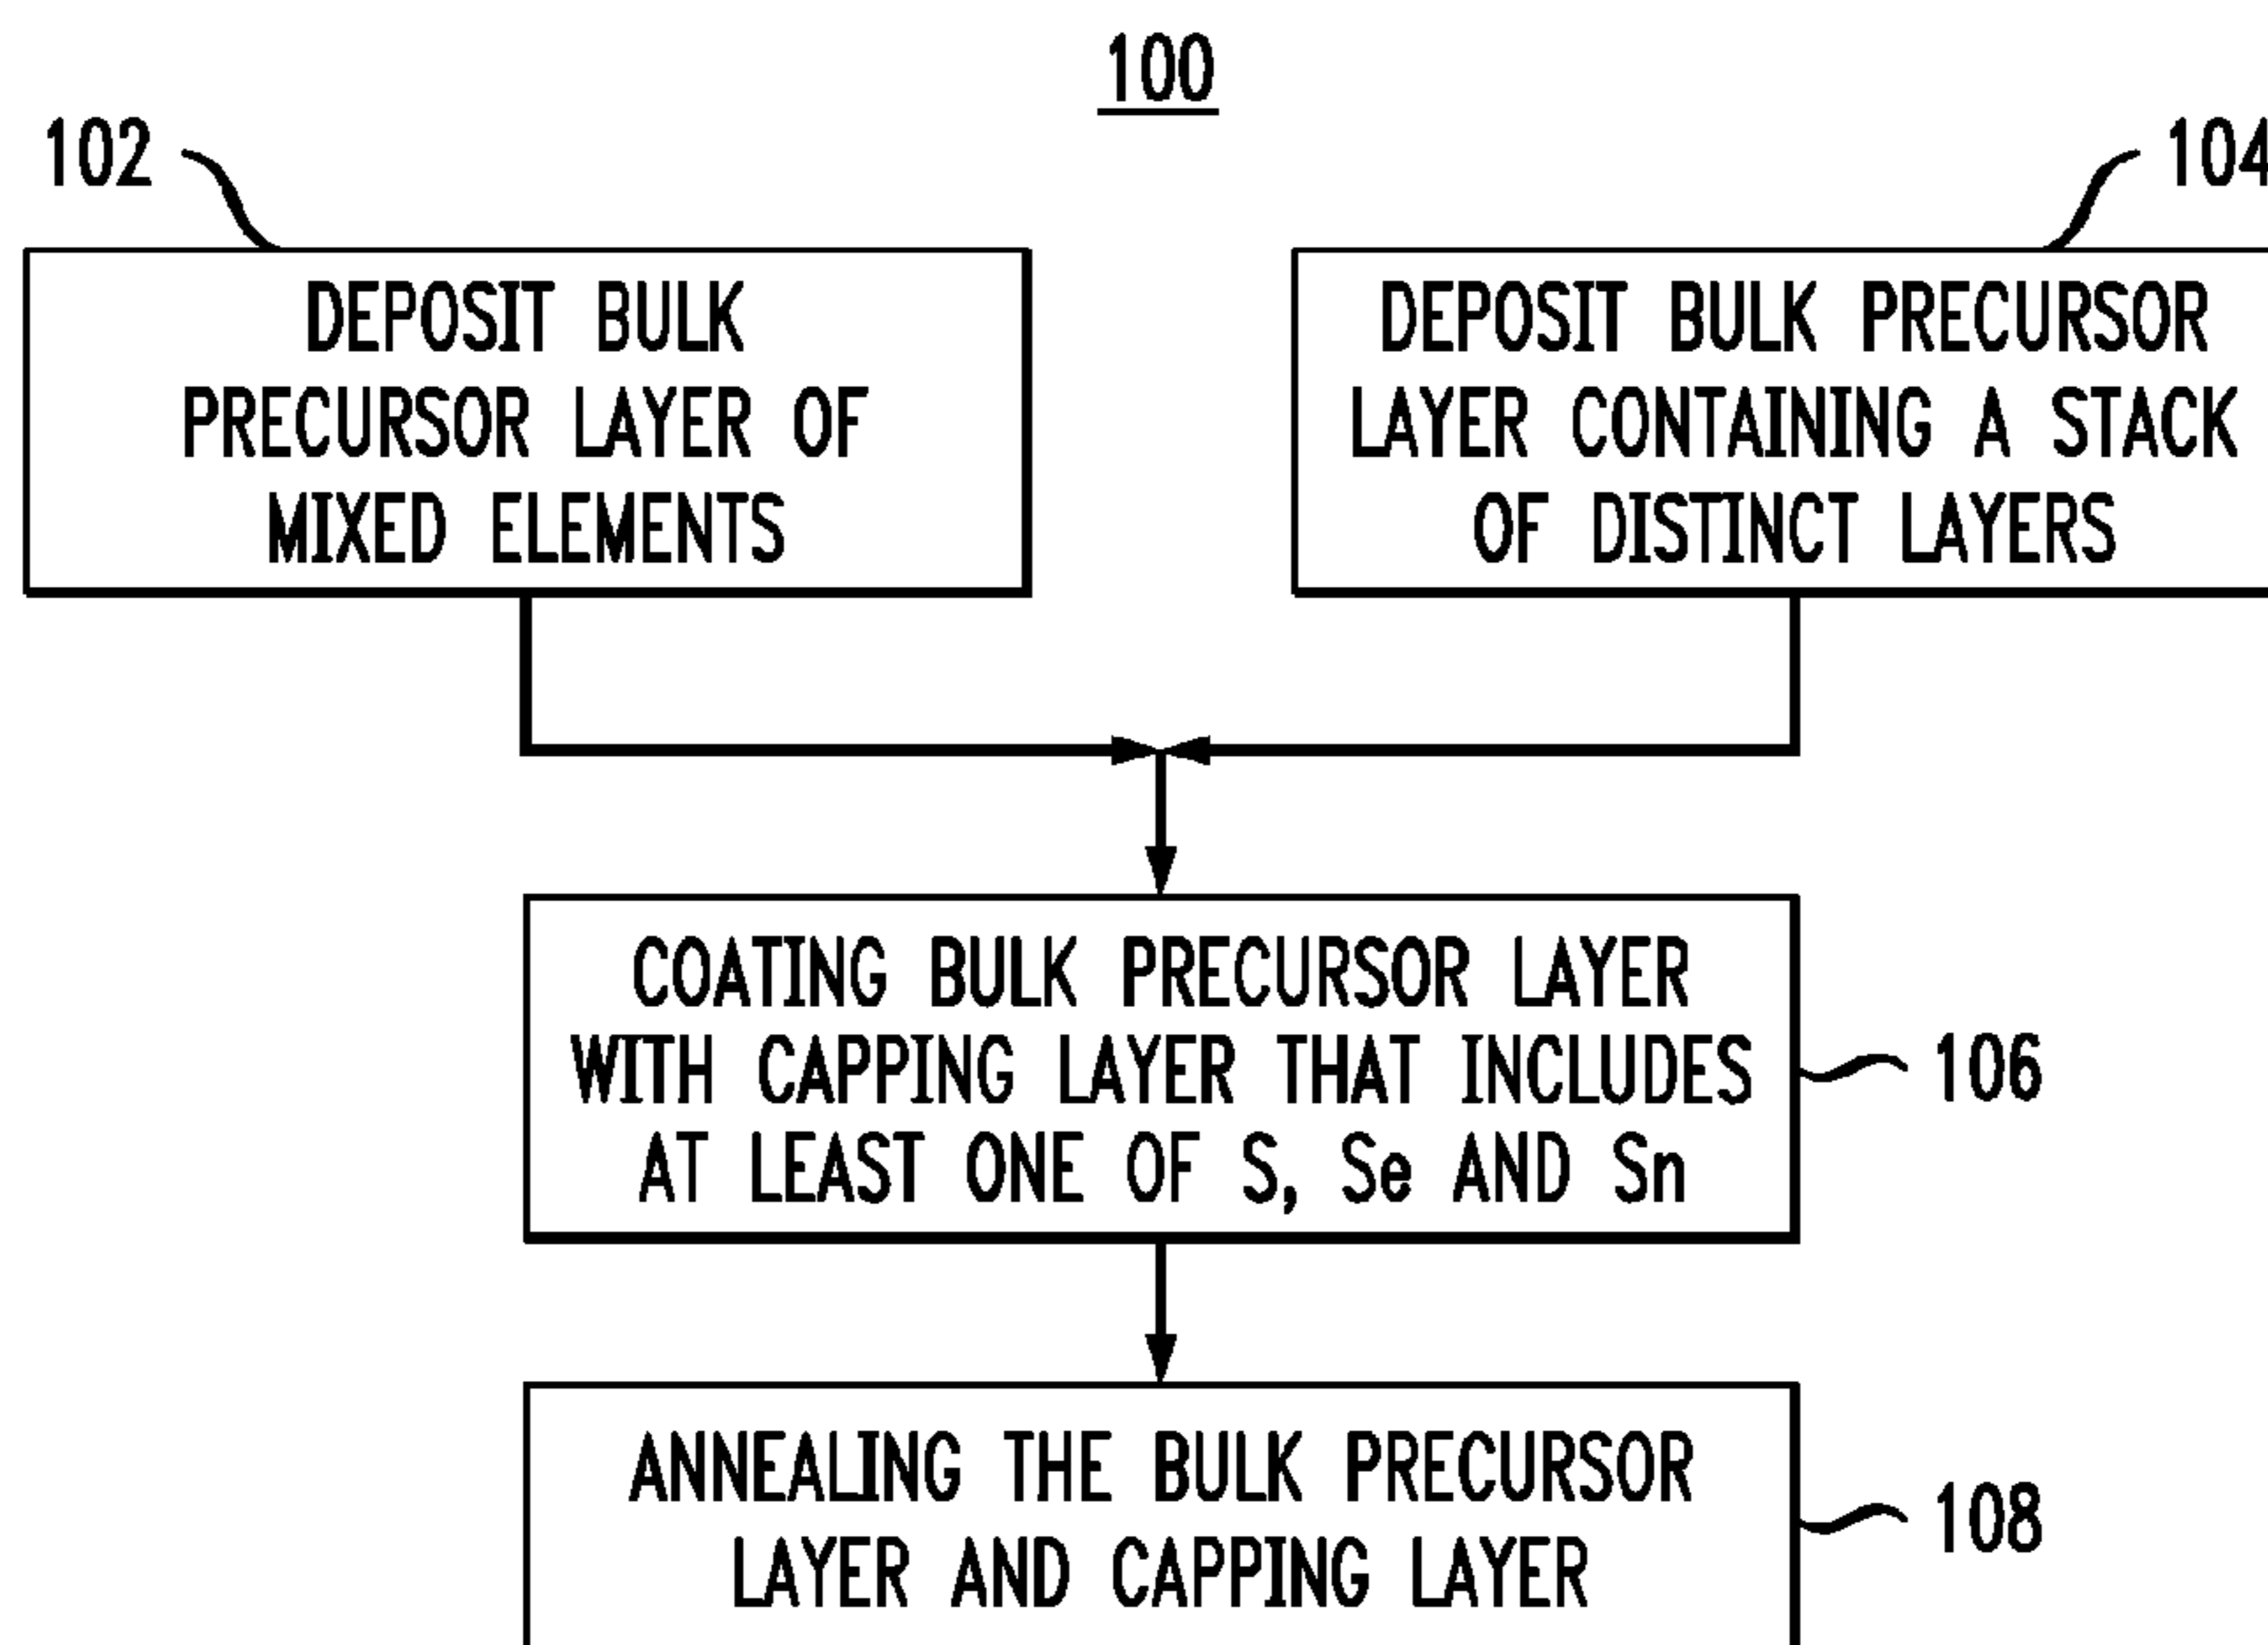 100
102
104
DEPOSIT BULK
PRECURSOR LAYER OF
MIXED ELEMENTS
DEPOSIT BULK PRECURSOR
LAYER CONTAINING A STACK
OF DISTINCT LAYERS
COATING BULK PRECURSOR LAYER
WITH CAPPING LAYER THAT INCLUDES
AT LEAST ONE OF S, Se AND Sn
106
ANNEALING THE BULK PRECURSOR
LAYER AND CAPPING LAYER
108